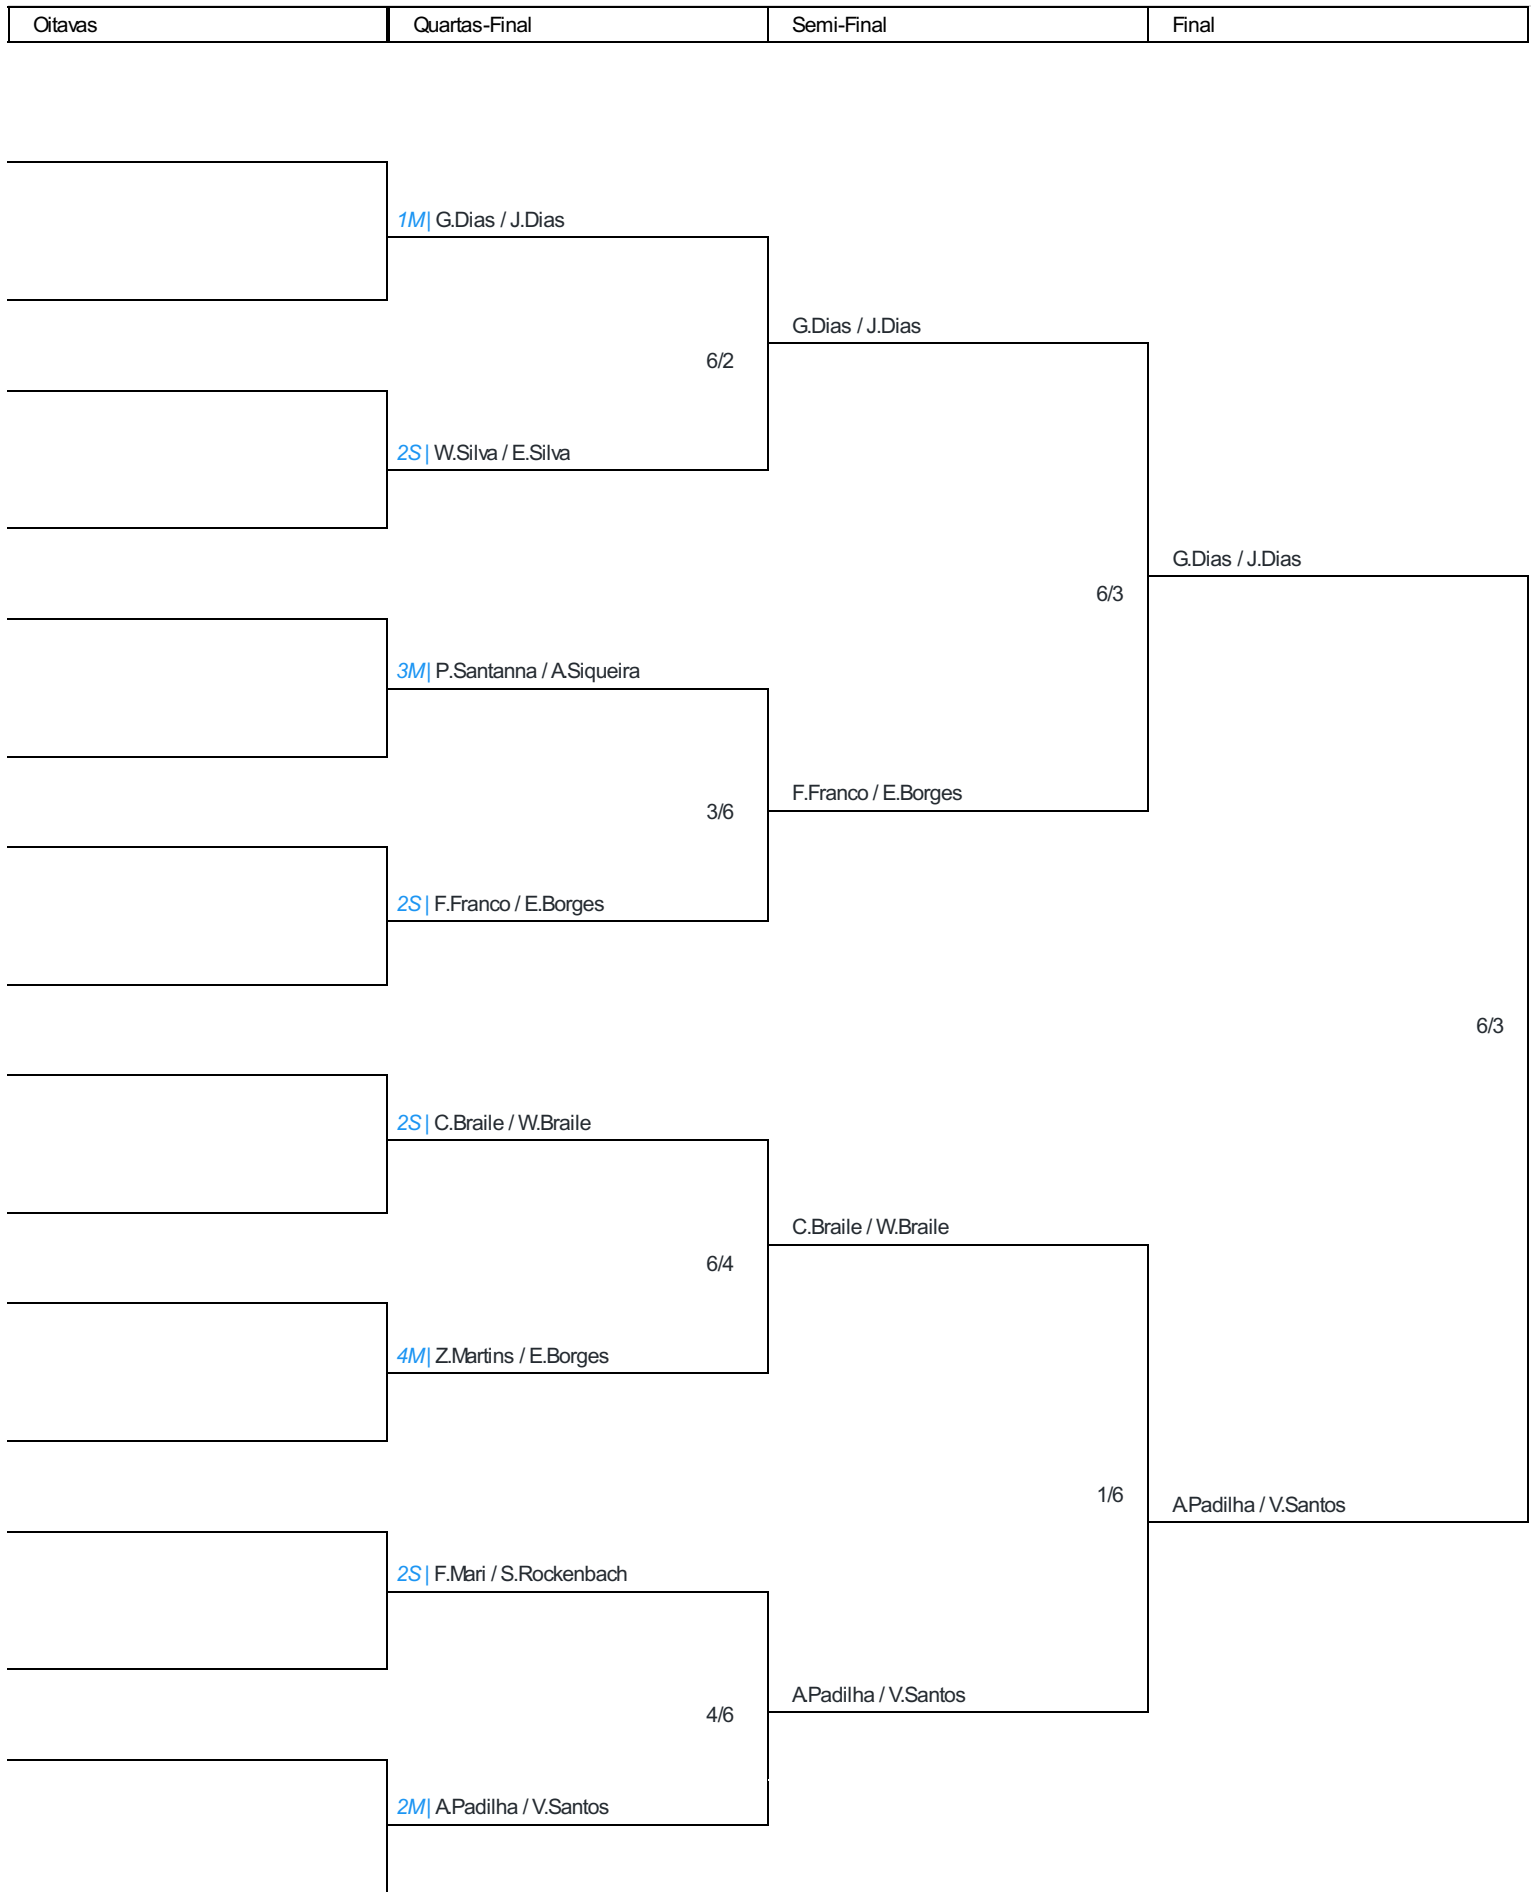 Oitavas Quartas-Final Semi-Final Final
1M| G.Dias / J.Dias
G.Dias / J.Dias
6/2
2S| W.Silva / E.Silva
G.Dias / J.Dias
6/3
3M| P.Santanna / A.Siqueira
F.Franco / E.Borges
3/6
2S| F.Franco / E.Borges
6/3
2S| C.Braile / W.Braile
C.Braile / W.Braile
6/4
4M| Z.Martins / E.Borges
1/6
A.Padilha / V.Santos
2S| F.Mari / S.Rockenbach
A.Padilha / V.Santos
4/6
2M| A.Padilha / V.Santos